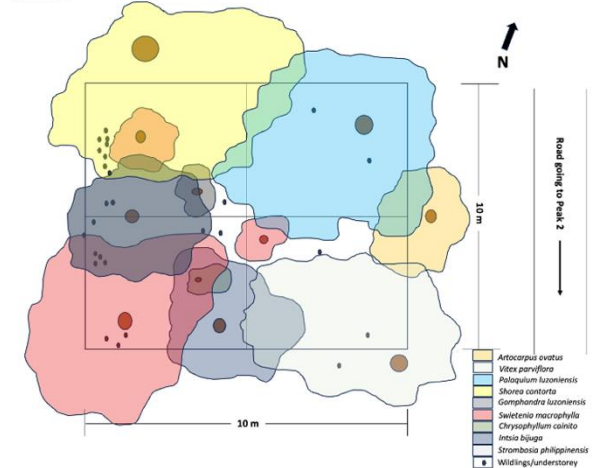 N
Road going to Peak 2
10 m
10 m
Artocarpus ovatus
Vitex parviflora
Palaquium luzoniensis
Shorea contorta
Gomphandra luzoniensis
Swietenia macrophylla
Chrysophyllum cainito
Intsia bijuga
Strombosia philippinensis
Wildlings/understorey